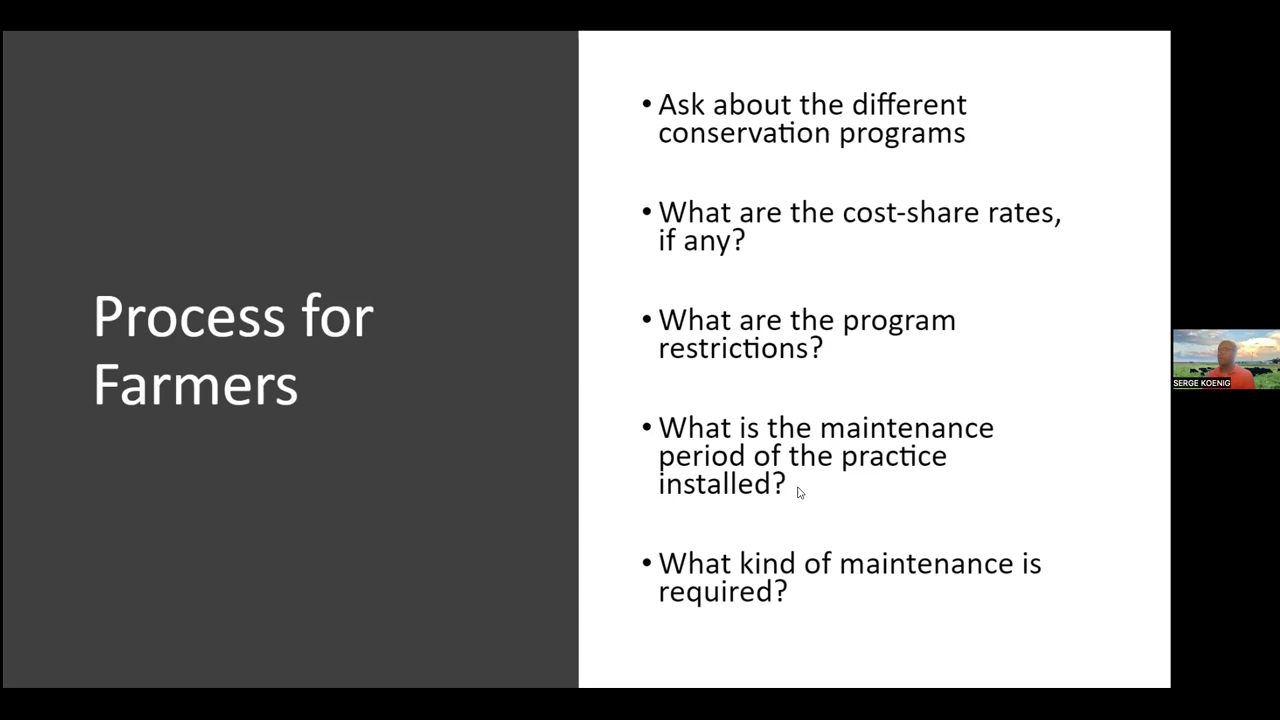 Process for
Farmers
• Ask about the different
conservation programs
• What are the cost-share rates,
if any?
• What are the program
restrictions?
• What is the maintenance
period of the practice
installed?
• What kind of maintenance is
required?
SERGE KOENIG